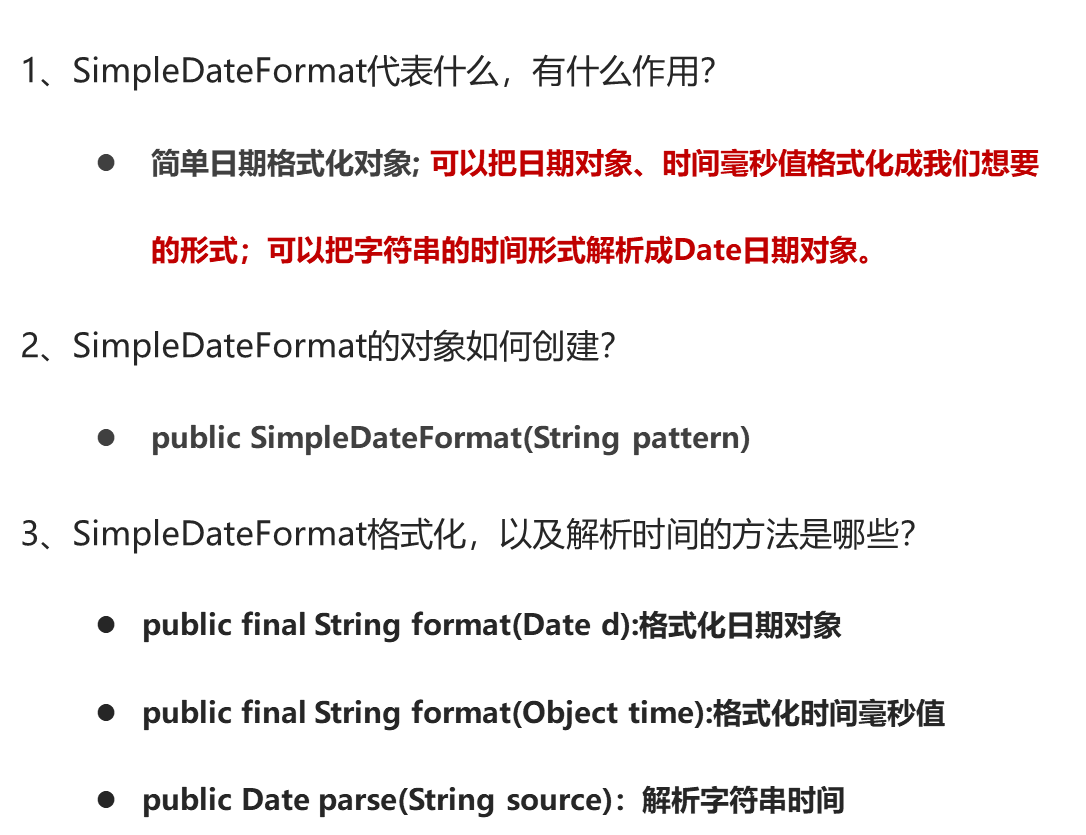 1、SimpleDateFormat代表什么，有什么作用？
● 简单日期格式化对象; 可以把日期对象、时间毫秒值格式化成我们想要
的形式；可以把字符串的时间形式解析成Date日期对象。
2、SimpleDateFormat的对象如何创建？
● public SimpleDateFormat(String pattern)
3、SimpleDateFormat格式化，以及解析时间的方法是哪些？
● public final String format(Date d):格式化日期对象
● public final String format(Object time):格式化时间毫秒值
● public Date parse(String source)：解析字符串时间